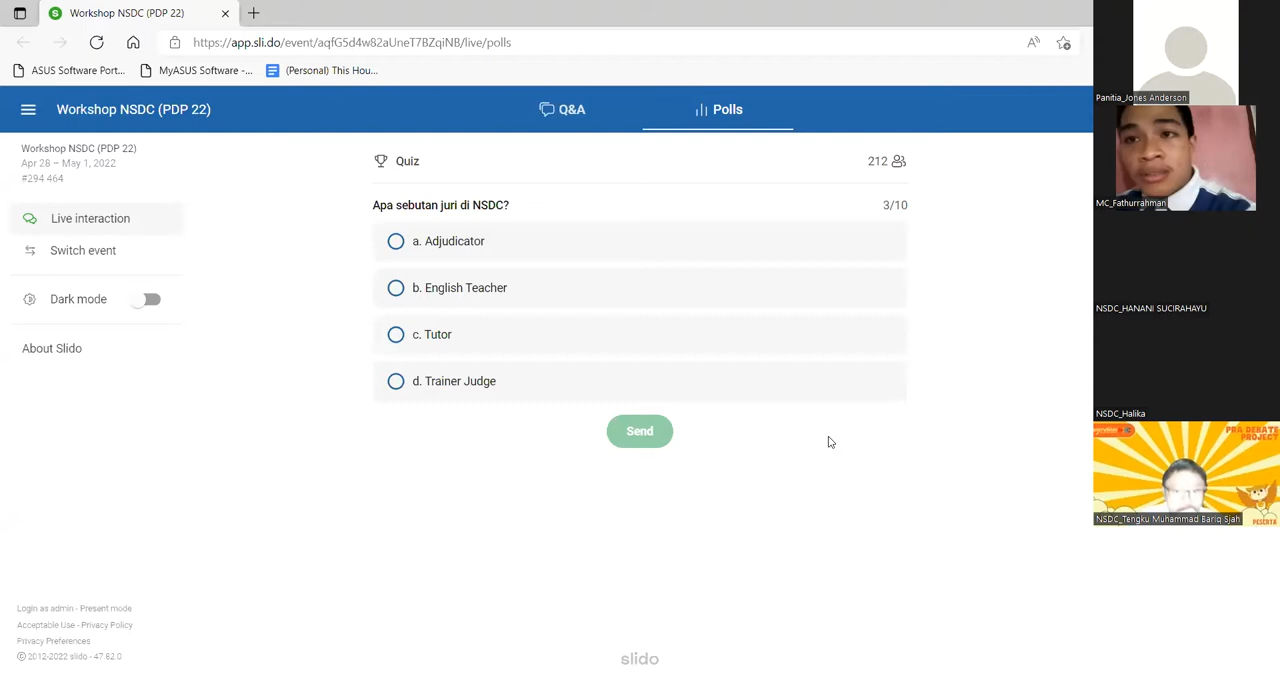 Workshop NSDC (PDP 22)
https://app.sli.do/event/aqfG5d4w82aUneT7BZqiNB/live/polls
ASUS Software Port...
MyASUS Software -...
(Personal) This Hou...
Workshop NSDC (PDP 22)
Q&A
Polls
Workshop NSDC (PDP 22)
Apr 28 – May 1, 2022
#294 464
Live interaction
Switch event
Dark mode
About Slido
Quiz
212
Apa sebutan juri di NSDC?
3/10
a. Adjudicator
b. English Teacher
c. Tutor
d. Trainer Judge
Send
Login as admin - Present mode
Acceptable Use - Privacy Policy
Privacy Preferences
© 2012-2022 slido - 47.62.0
slido
Panitia_Jones Anderson
MC_Fathurrahman
NSDC_HANANI SUCIRAHAYU
NSDC_Halika
PRA DEBATE
PROJECT
PESERTA
NSDC_Tengku Muhammad Bariq Sjah